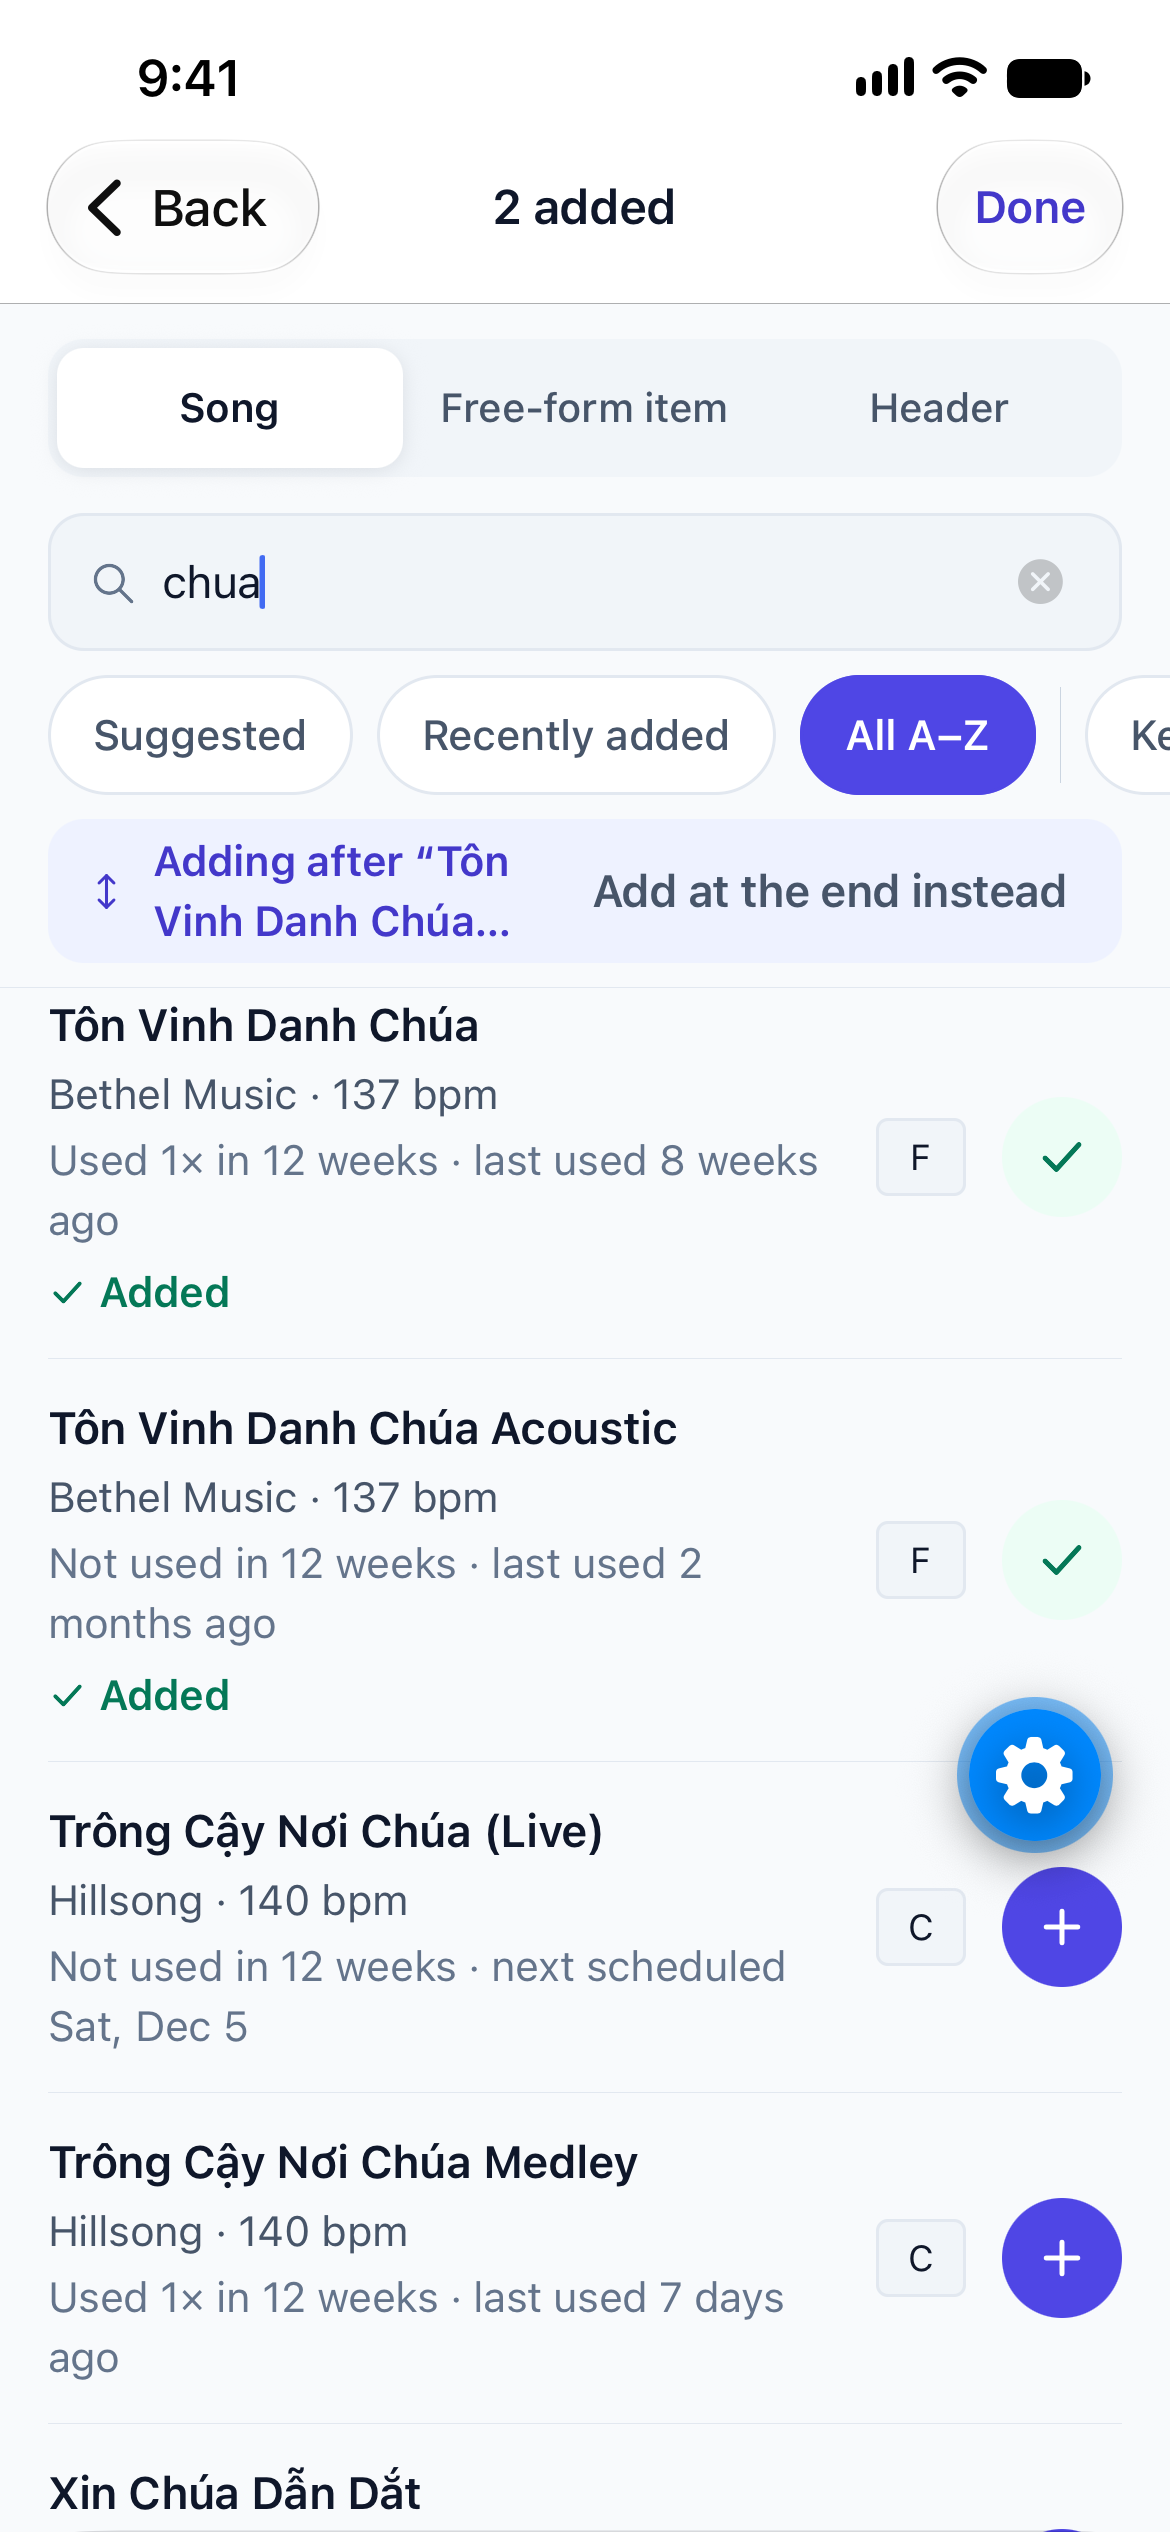 9:41
Back
2 added
Done
Song
Free-form item
Header
chua
Suggested
Recently added
All A–Z
Ke
Adding after “Tôn
Vinh Danh Chúa...
Add at the end instead
Tôn Vinh Danh Chúa
Bethel Music · 137 bpm
Used 1× in 12 weeks · last used 8 weeks
ago
F
Added
Tôn Vinh Danh Chúa Acoustic
Bethel Music · 137 bpm
Not used in 12 weeks · last used 2
months ago
F
Added
Trông Cậy Nơi Chúa (Live)
Hillsong · 140 bpm
Not used in 12 weeks · next scheduled
Sat, Dec 5
C
Trông Cậy Nơi Chúa Medley
Hillsong · 140 bpm
Used 1× in 12 weeks · last used 7 days
ago
C
Xin Chúa Dẫn Dắt